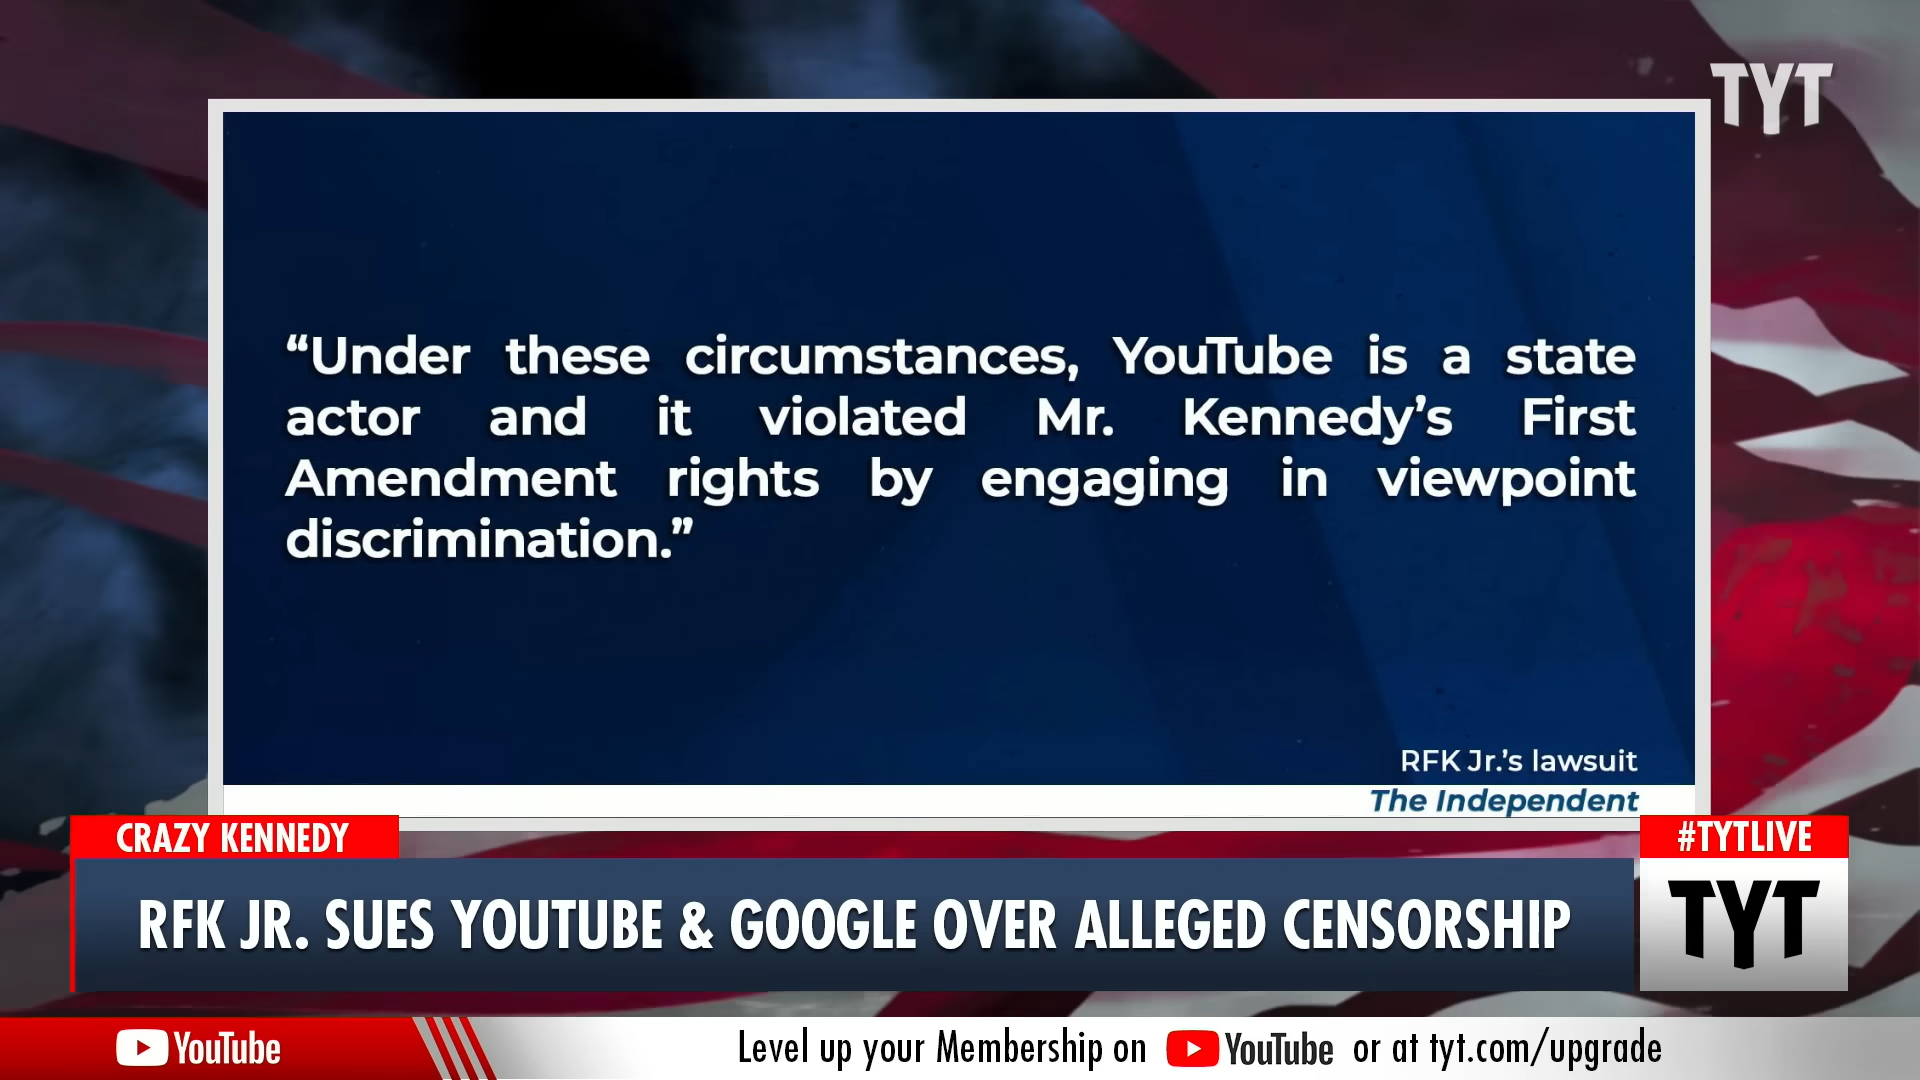 TYT
“Under these circumstances, YouTube is a state
actor and it violated Mr. Kennedy’s First
Amendment rights by engaging in viewpoint
discrimination.”
RFK Jr.’s lawsuit
The Independent
CRAZY KENNEDY
#TYTLIVE
RFK JR. SUES YOUTUBE & GOOGLE OVER ALLEGED CENSORSHIP
TYT
YouTube
Level up your Membership on YouTube or at tyt.com/upgrade